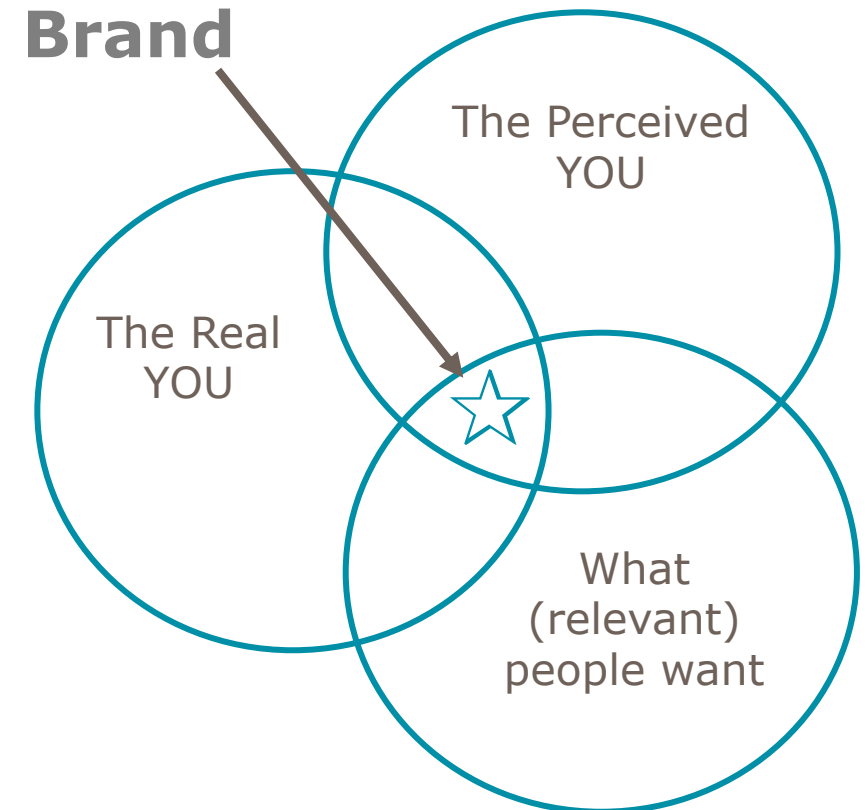 Brand
The Perceived
YOU
The Real
YOU
What
(relevant)
people want